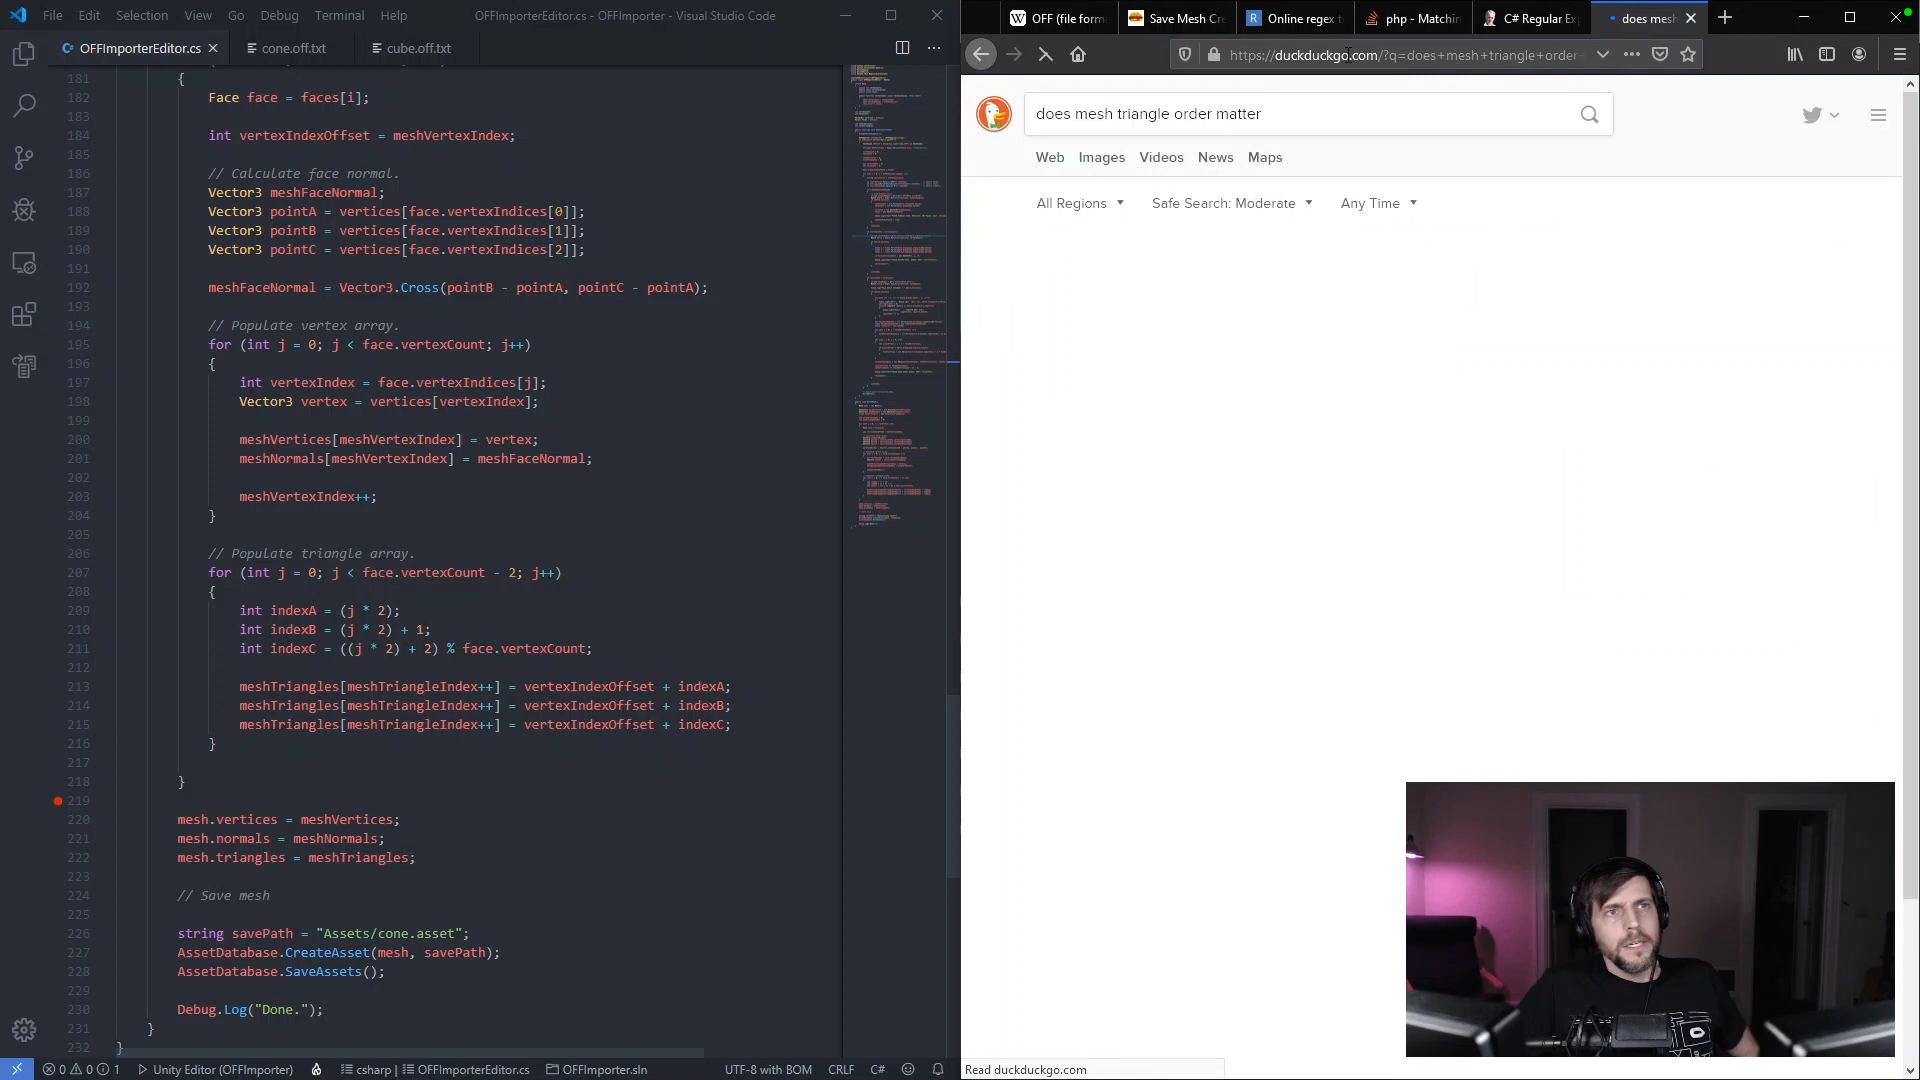 File Edit Selection View Go Debug Terminal Help
OFFImporterEditor.cs - OFFImporter - Visual Studio Code
OFFImporterEditor.cs
cone.off.txt
cube.off.txt
181 {
182 Face face = faces[i];
183
184 int vertexIndexOffset = meshVertexIndex;
185
186 // Calculate face normal.
187 Vector3 meshFaceNormal;
188 Vector3 pointA = vertices[face.vertexIndices[0]];
189 Vector3 pointB = vertices[face.vertexIndices[1]];
190 Vector3 pointC = vertices[face.vertexIndices[2]];
191
192 meshFaceNormal = Vector3.Cross(pointB - pointA, pointC - pointA);
193
194 // Populate vertex array.
195 for (int j = 0; j < face.vertexCount; j++)
196 {
197 int vertexIndex = face.vertexIndices[j];
198 Vector3 vertex = vertices[vertexIndex];
199
200 meshVertices[meshVertexIndex] = vertex;
201 meshNormals[meshVertexIndex] = meshFaceNormal;
202
203 meshVertexIndex++;
204 }
205
206 // Populate triangle array.
207 for (int j = 0; j < face.vertexCount - 2; j++)
208 {
209 int indexA = (j * 2);
210 int indexB = (j * 2) + 1;
211 int indexC = ((j * 2) + 2) % face.vertexCount;
212
213 meshTriangles[meshTriangleIndex++] = vertexIndexOffset + indexA;
214 meshTriangles[meshTriangleIndex++] = vertexIndexOffset + indexB;
215 meshTriangles[meshTriangleIndex++] = vertexIndexOffset + indexC;
216 }
217
218 }
219
220 mesh.vertices = meshVertices;
221 mesh.normals = meshNormals;
222 mesh.triangles = meshTriangles;
223
224 // Save mesh
225
226 string savePath = "Assets/cone.asset";
227 AssetDatabase.CreateAsset(mesh, savePath);
228 AssetDatabase.SaveAssets();
229
230 Debug.Log("Done.");
231 }
232 }
0 0 1 Unity Editor (OFFImporter) csharp | OFFImporterEditor.cs OFFImporter.sln UTF-8 with BOM CRLF C#
OFF (file form
Save Mesh Cre
Online regex t
php - Matchin
C# Regular Ex
does mesh
https://duckduckgo.com/?q=does+mesh+triangle+order
does mesh triangle order matter
Web Images Videos News Maps
All Regions Safe Search: Moderate Any Time
Read duckduckgo.com